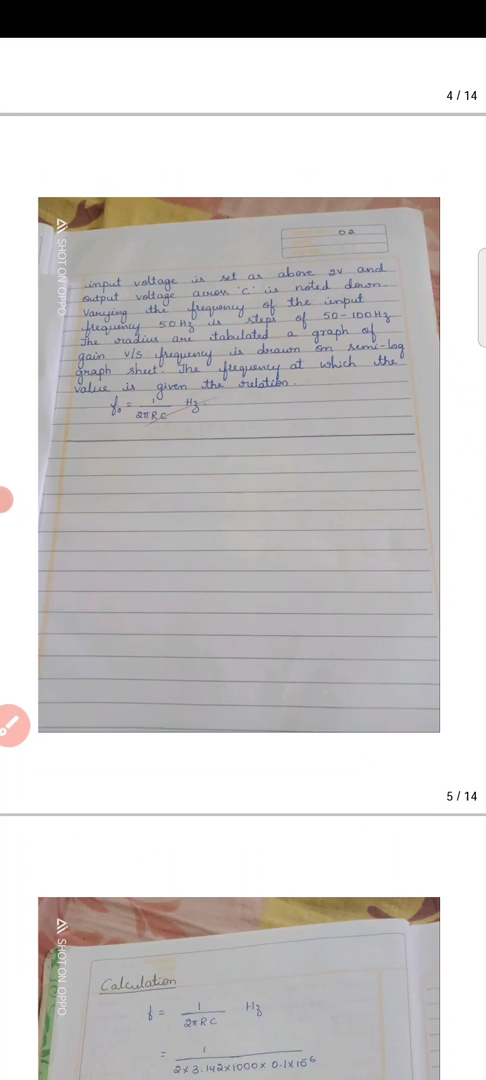 4 / 14
SHOT ON OPPO
02
input voltage is set as above 2V and
output voltage across 'C' is noted down.
Varying the frequency of the input
frequency 50 Hz is steps of 50-100Hz
The radius are tabulated a graph of
gain v/s frequency is drawn on semi-log
graph sheet. The frequency at which the
value is given the relation.
f₀ = 1 / 2πRC Hz.
5 / 14
SHOT ON OPPO
Calculation
f = 1 / 2πRC Hz
= 1 / 2×3.142×1000×0.1×10⁻⁶